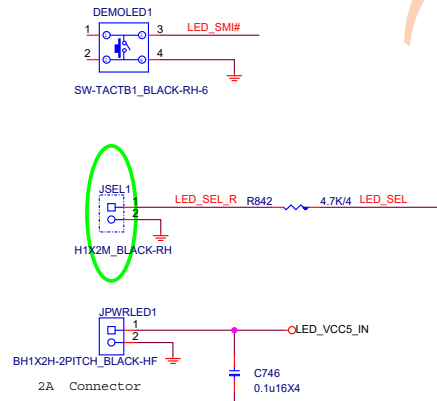 DEMOLED1
1 3 LED_SMI#
2 4
SW-TACTB1_BLACK-RH-6
JSEL1
1 LED_SEL_R R842 4.7K/4 LED_SEL
2
H1X2M_BLACK-RH
JPWRLED1
1 LED_VCC5_IN
2
BH1X2H-2PITCH_BLACK-HF
2A Connector
C746
0.1u16X4